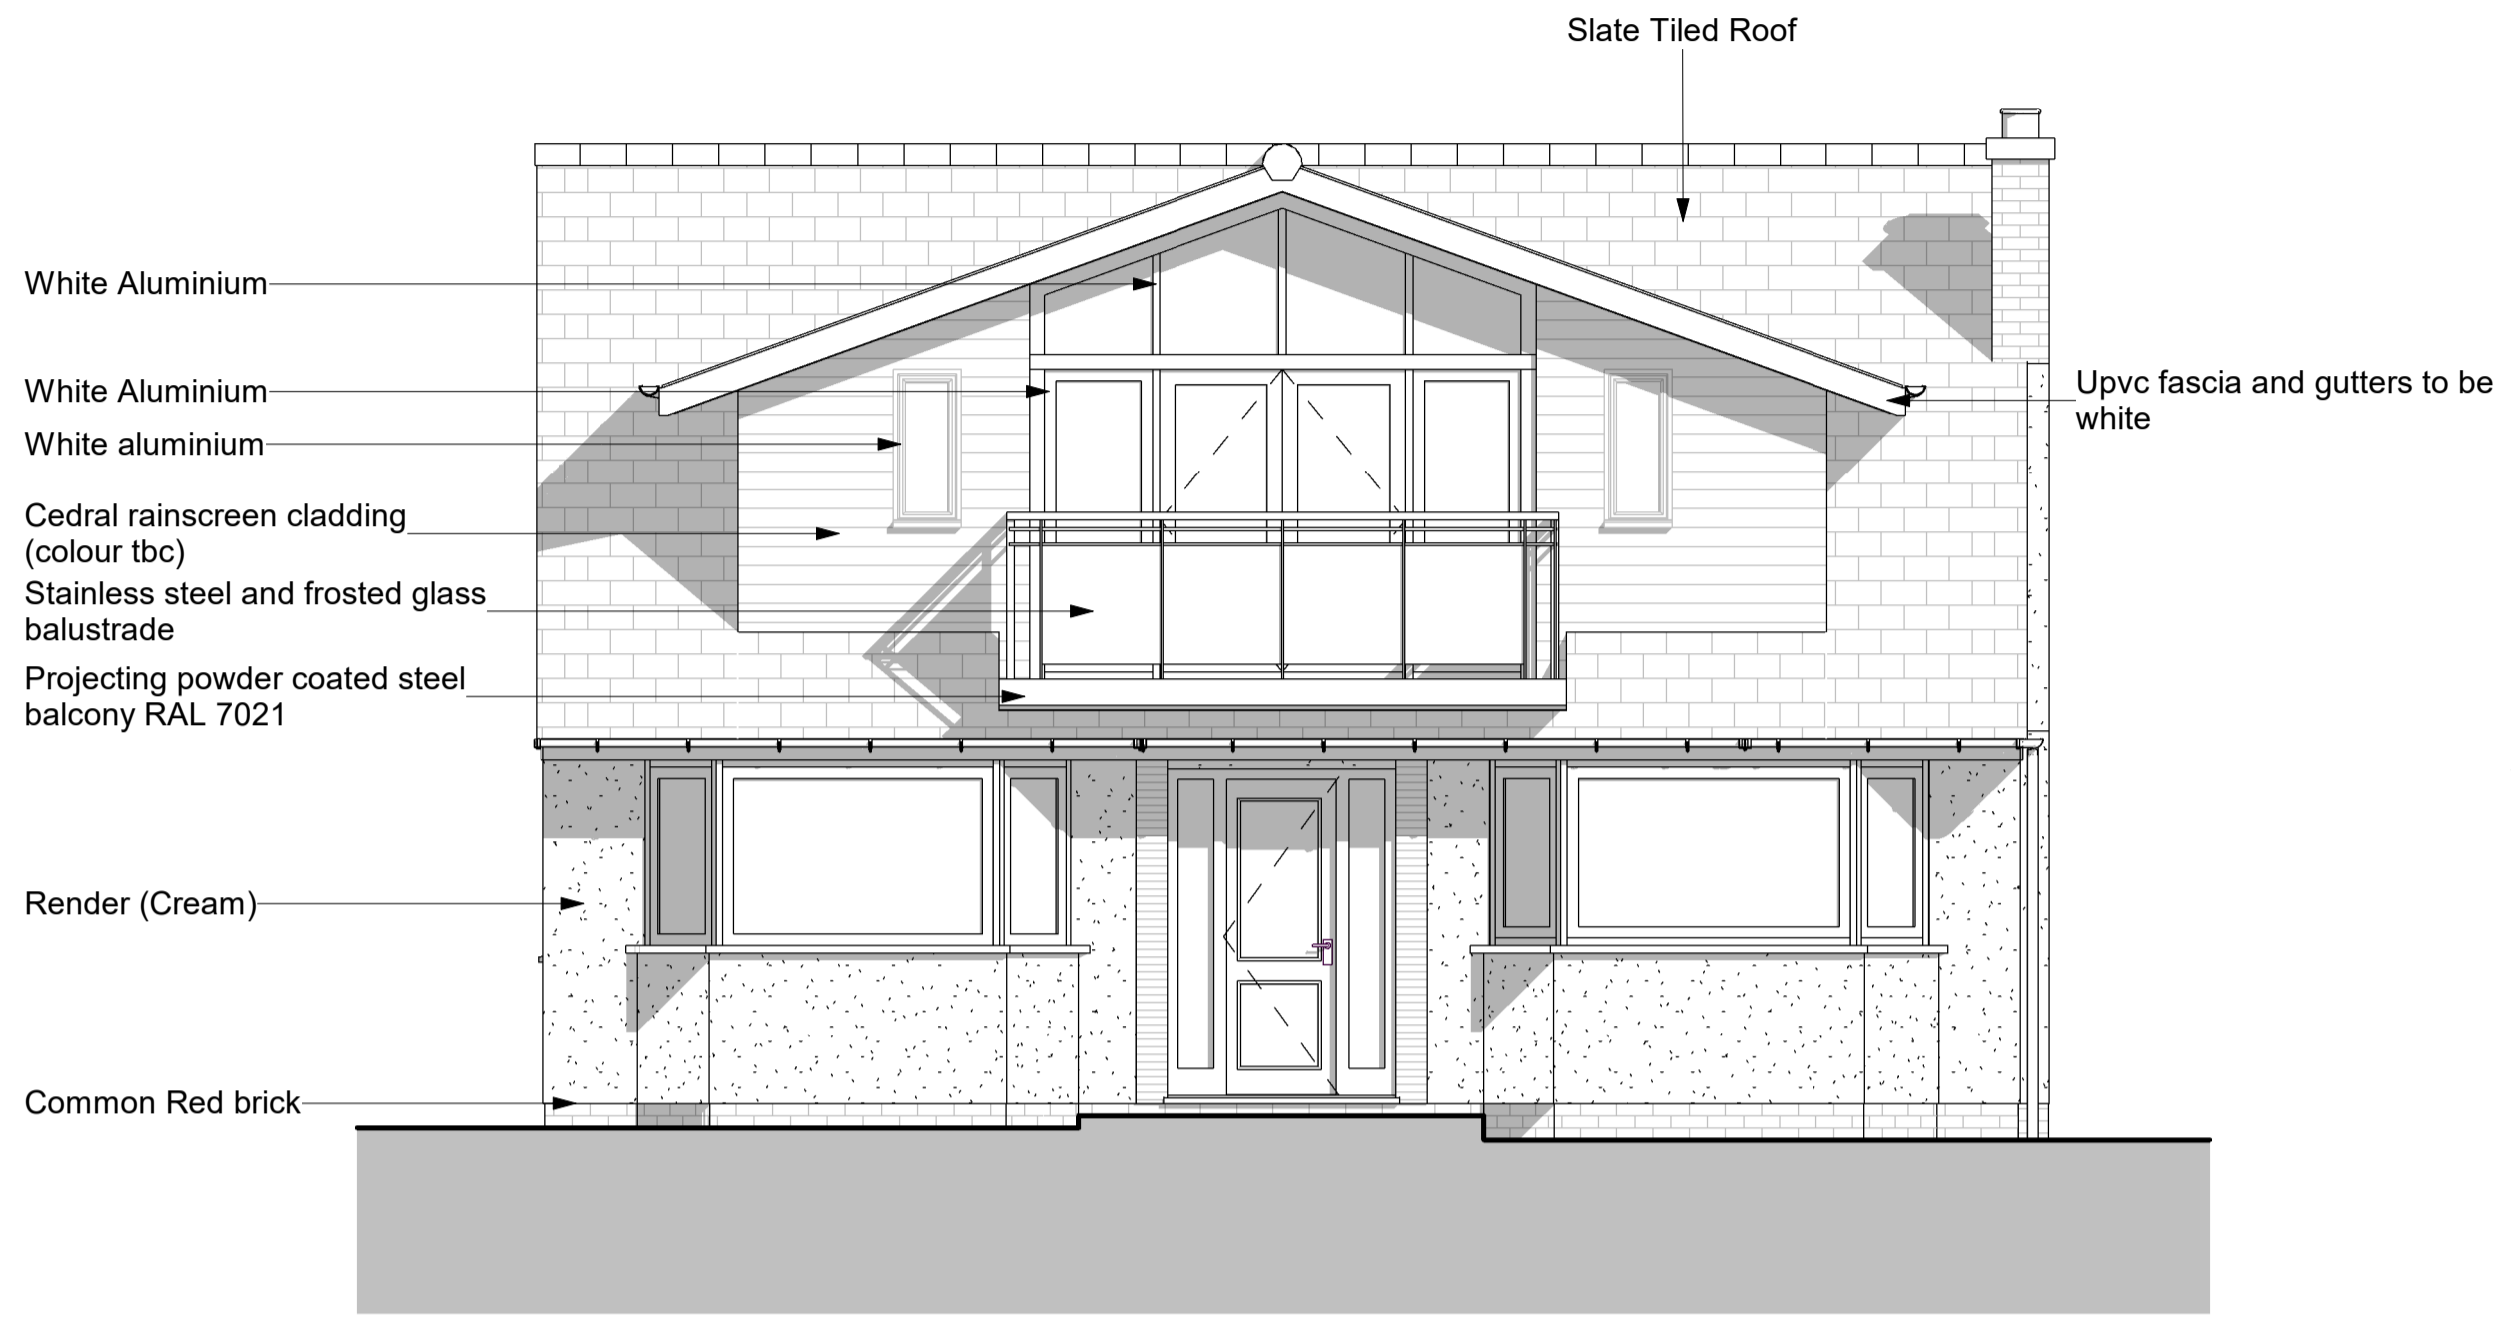 Slate Tiled Roof
White Aluminium
White Aluminium
Upvc fascia and gutters to be
white
White aluminium
Cedral rainscreen cladding
(colour tbc)
Stainless steel and frosted glass
balustrade
Projecting powder coated steel
balcony RAL 7021
Render (Cream)
Common Red brick